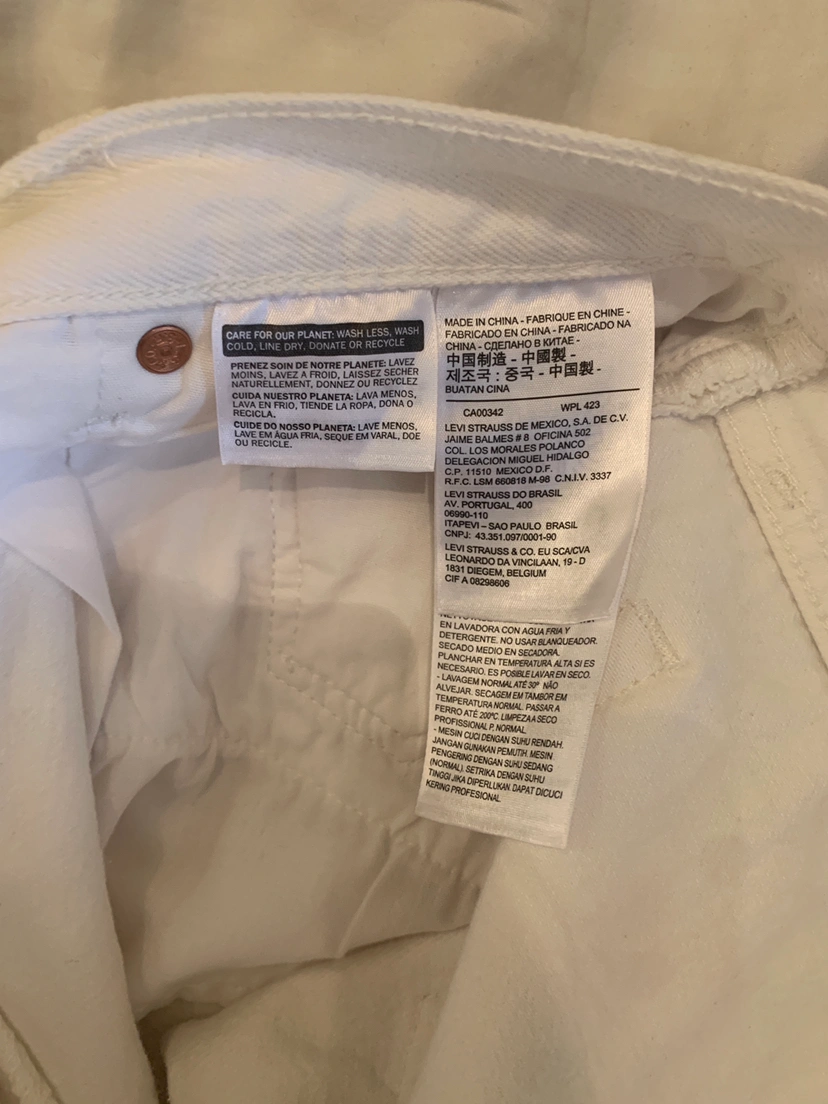 CARE FOR OUR PLANET: WASH LESS, WASH
COLD, LINE DRY, DONATE OR RECYCLE
PRENEZ SOIN DE NOTRE PLANETE: LAVEZ
MOINS, LAVEZ A FROID, LAISSEZ SECHER
NATURELLEMENT, DONNEZ OU RECYCLEZ
CUIDA NUESTRO PLANETA: LAVA MENOS,
LAVA EN FRIO, TIENDE LA ROPA, DONA O
RECICLA.
CUIDE DO NOSSO PLANETA: LAVE MENOS,
LAVE EM ÀGUA FRIA, SEQUE EM VARAL, DOE
OU RECICLE.
MADE IN CHINA - FABRIQUE EN CHINE -
FABRICADO EN CHINA - FABRICADO NA
CHINA - СДЕЛАНО В КИТАЕ -
中国制造 - 中國製 -
제조국 : 중국 - 中国製 -
BUATAN CINA
CA00342 WPL 423
LEVI STRAUSS DE MEXICO, S.A. DE C.V.
JAIME BALMES # 8 OFICINA 502
COL. LOS MORALES POLANCO
DELEGACION MIGUEL HIDALGO
C.P. 11510 MEXICO D.F.
R.F.C. LSM 660818 M-98 C.N.I.V. 3337
LEVI STRAUSS DO BRASIL
AV. PORTUGAL, 400
06990-110
ITAPEVI – SAO PAULO BRASIL
CNPJ: 43.351.097/0001-90
LEVI STRAUSS & CO. EU SCA/CVA
LEONARDO DA VINCILAAN, 19 - D
1831 DIEGEM, BELGIUM
CIF A 08298606
EN LAVADORA CON AGUA FRIA Y
DETERGENTE. NO USAR BLANQUEADOR.
SECADO MEDIO EN SECADORA.
PLANCHAR EN TEMPERATURA ALTA SI ES
NECESARIO. ES POSIBLE LAVAR EN SECO.
- LAVAGEM NORMAL ATÉ 30° NÃO
ALVEJAR. SECAGEM EM TAMBOR EM
TEMPERATURA NORMAL. PASSAR A
FERRO ATÉ 200°C. LIMPEZA A SECO
PROFISSIONAL P, NORMAL.
- MESIN CUCI DENGAN SUHU RENDAH.
JANGAN GUNAKAN PEMUTIH. MESIN
PENGERING DENGAN SUHU SEDANG
(NORMAL). SETRIKA DENGAN SUHU
TINGGI JIKA DIPERLUKAN. DAPAT DICUCI
KERING PROFESIONAL